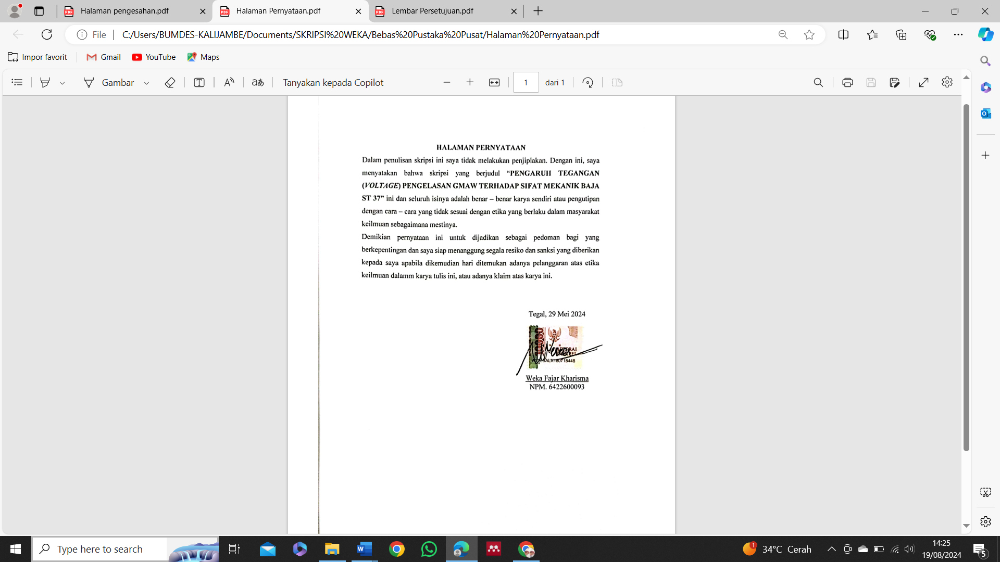 Halaman pengesahan.pdf
Halaman Pernyataan.pdf
Lembar Persetujuan.pdf
File
C:/Users/BUMDES-KALIJAMBE/Documents/SKRIPSI%20WEKA/Bebas%20Pustaka%20Pusat/Halaman%20Pernyataan.pdf
Impor favorit
Gmail
YouTube
Maps
Gambar
Tanyakan kepada Copilot
1
dari 1
HALAMAN PERNYATAAN
Dalam penulisan skripsi ini saya tidak melakukan penjiplakan. Dengan ini, saya
menyatakan bahwa skripsi yang berjudul “PENGARUH TEGANGAN
(VOLTAGE) PENGELASAN GMAW TERHADAP SIFAT MEKANIK BAJA
ST 37” ini dan seluruh isinya adalah benar – benar karya sendiri atau pengutipan
dengan cara – cara yang tidak sesuai dengan etika yang berlaku dalam masyarakat
keilmuan sebagaimana mestinya.
Demikian pernyataan ini untuk dijadikan sebagai pedoman bagi yang
berkepentingan dan saya siap menanggung segala resiko dan sanksi yang diberikan
kepada saya apabila dikemudian hari ditemukan adanya pelanggaran atas etika
keilmuan dalamm karya tulis ini, atau adanya klaim atas karya ini.
Tegal, 29 Mei 2024
Weka Fajar Kharisma
NPM. 6422600093
Type here to search
34°C Cerah
14:25
19/08/2024
5